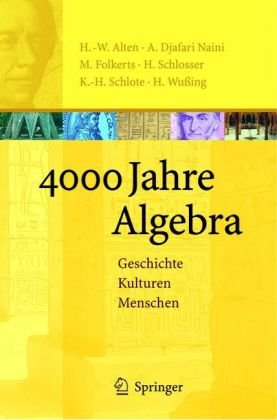 H.-W. Alten · A. Djafari Naini
M. Folkerts · H. Schlosser
K.-H. Schlote · H. Wußing
4000 Jahre
Algebra
Geschichte
Kulturen
Menschen
Springer